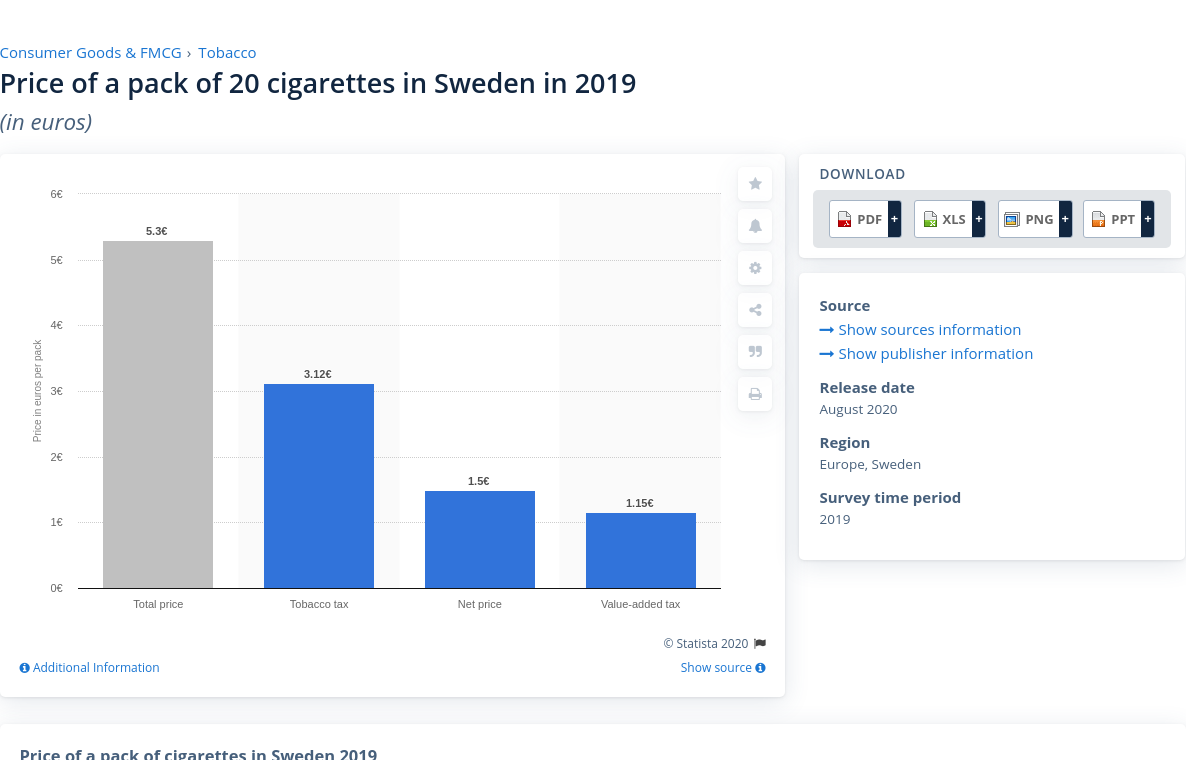 Consumer Goods & FMCG › Tobacco
Price of a pack of 20 cigarettes in Sweden in 2019
(in euros)
6€
5€
4€
3€
2€
1€
0€
Price in euros per pack
5.3€
3.12€
1.5€
1.15€
Total price
Tobacco tax
Net price
Value-added tax
© Statista 2020
Additional Information
Show source
DOWNLOAD
PDF +
XLS +
PNG +
PPT +
Source
Show sources information
Show publisher information
Release date
August 2020
Region
Europe, Sweden
Survey time period
2019
Price of a pack of cigarettes in Sweden 2019